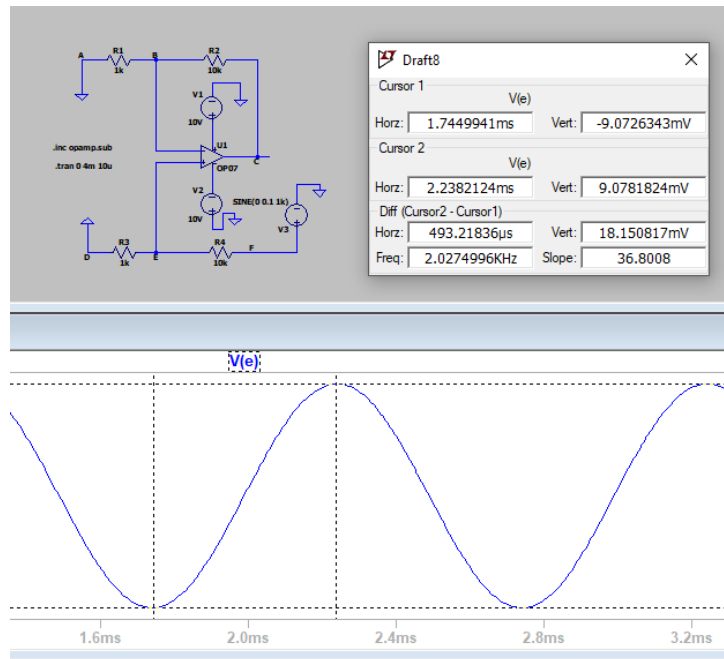 A
R1
1k
B
R2
10k
V1
10V
.inc opamp.sub
.tran 0 4m 10u
U1
OP07
C
V2
10V
SINE(0 0.1 1k)
V3
D
R3
1k
E
R4
10k
F
Draft8
Cursor 1
V(e)
Horz: 1.7449941ms Vert: -9.0726343mV
Cursor 2
V(e)
Horz: 2.2382124ms Vert: 9.0781824mV
Diff (Cursor2 - Cursor1)
Horz: 493.21836µs Vert: 18.150817mV
Freq: 2.0274996KHz Slope: 36.8008
V(e)
1.6ms 2.0ms 2.4ms 2.8ms 3.2ms